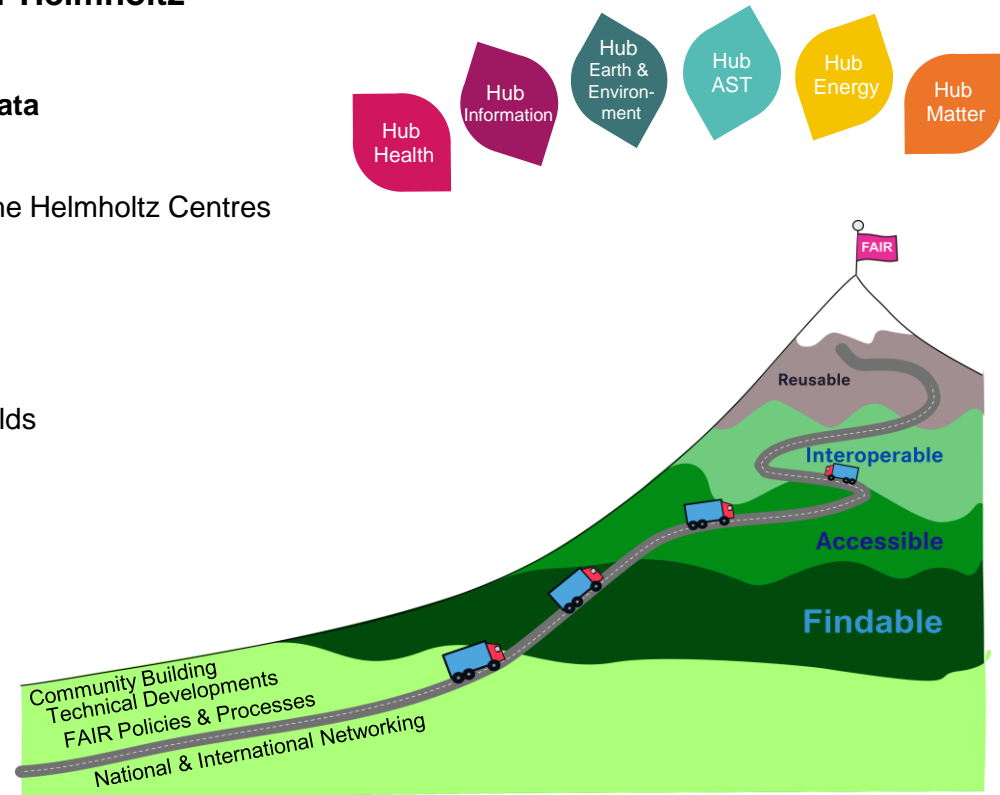 Helmholtz
ata
ne Helmholtz Centres
lds
Hub
Health
Hub
Information
Hub
Earth &
Environ-
ment
Hub
AST
Hub
Energy
Hub
Matter
FAIR
Reusable
Interoperable
Accessible
Findable
Community Building
Technical Developments
FAIR Policies & Processes
National & International Networking